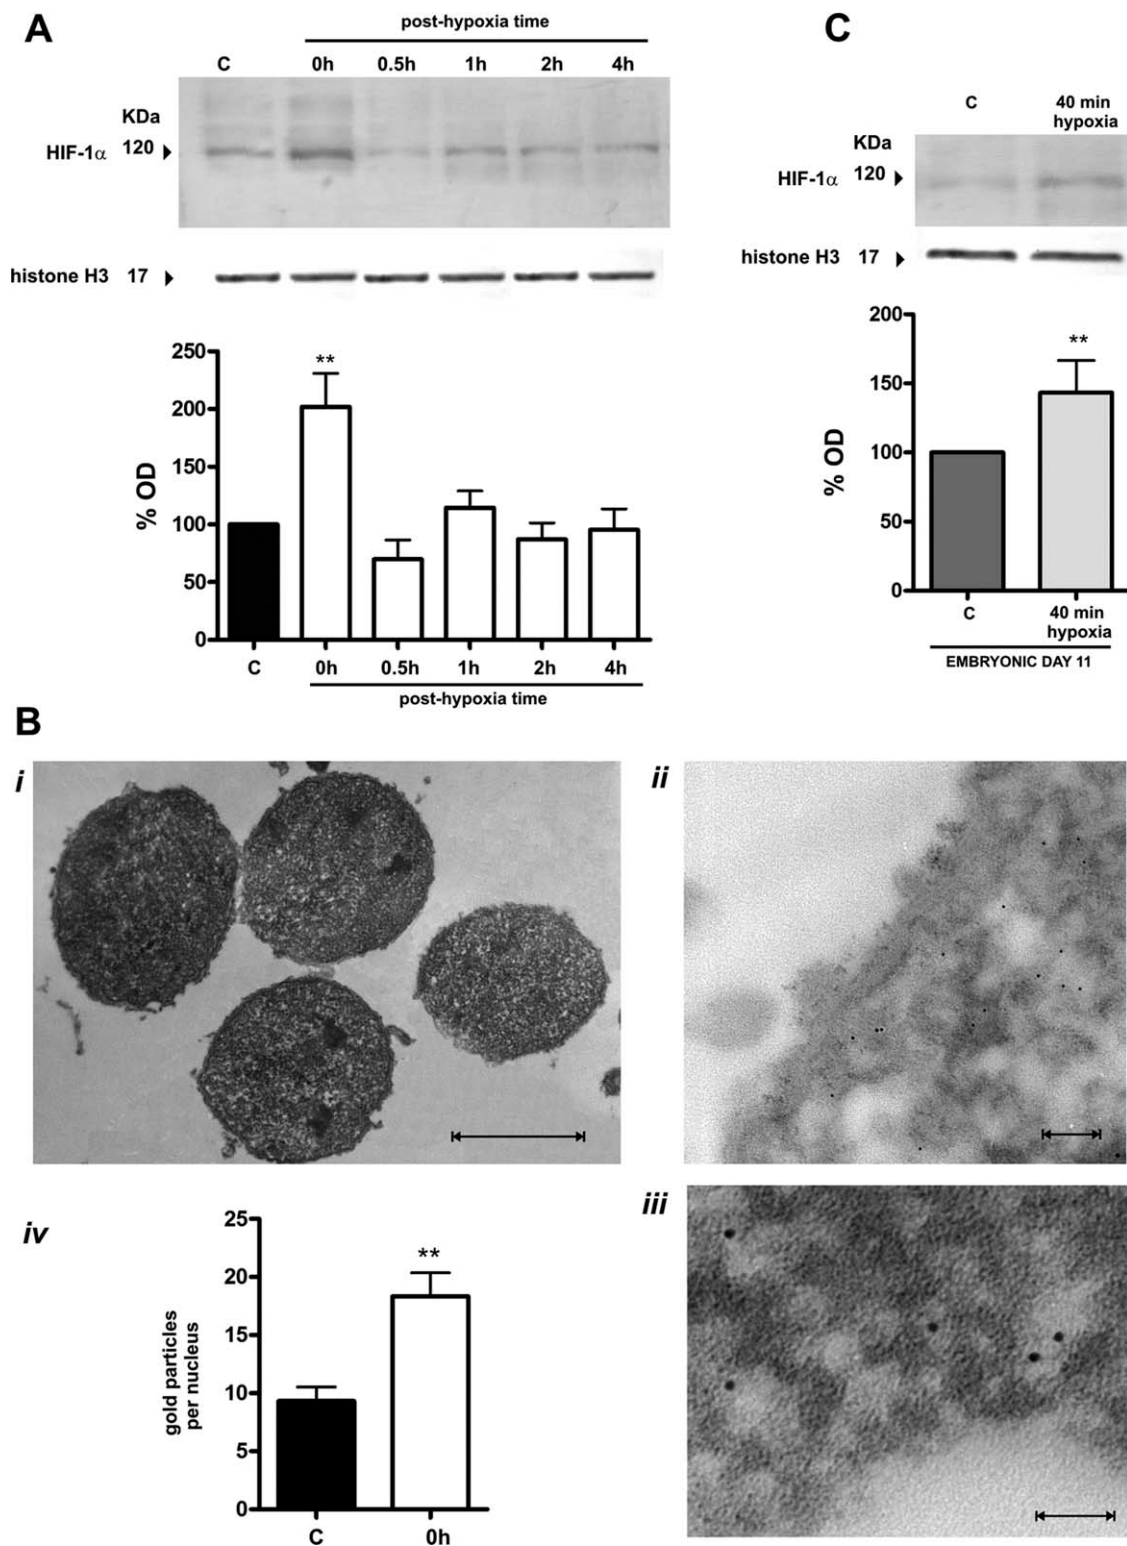 A
post-hypoxia time
C 0h 0.5h 1h 2h 4h
KDa
HIF-1α 120
histone H3 17
250
200
150
100
50
0
% OD
**
C 0h 0.5h 1h 2h 4h
post-hypoxia time
C
C 40 min hypoxia
KDa
HIF-1α 120
histone H3 17
200
150
100
50
0
% OD
**
C 40 min hypoxia
EMBRYONIC DAY 11
B
i
ii
iii
iv
25
20
15
10
5
0
gold particles
per nucleus
**
C 0h